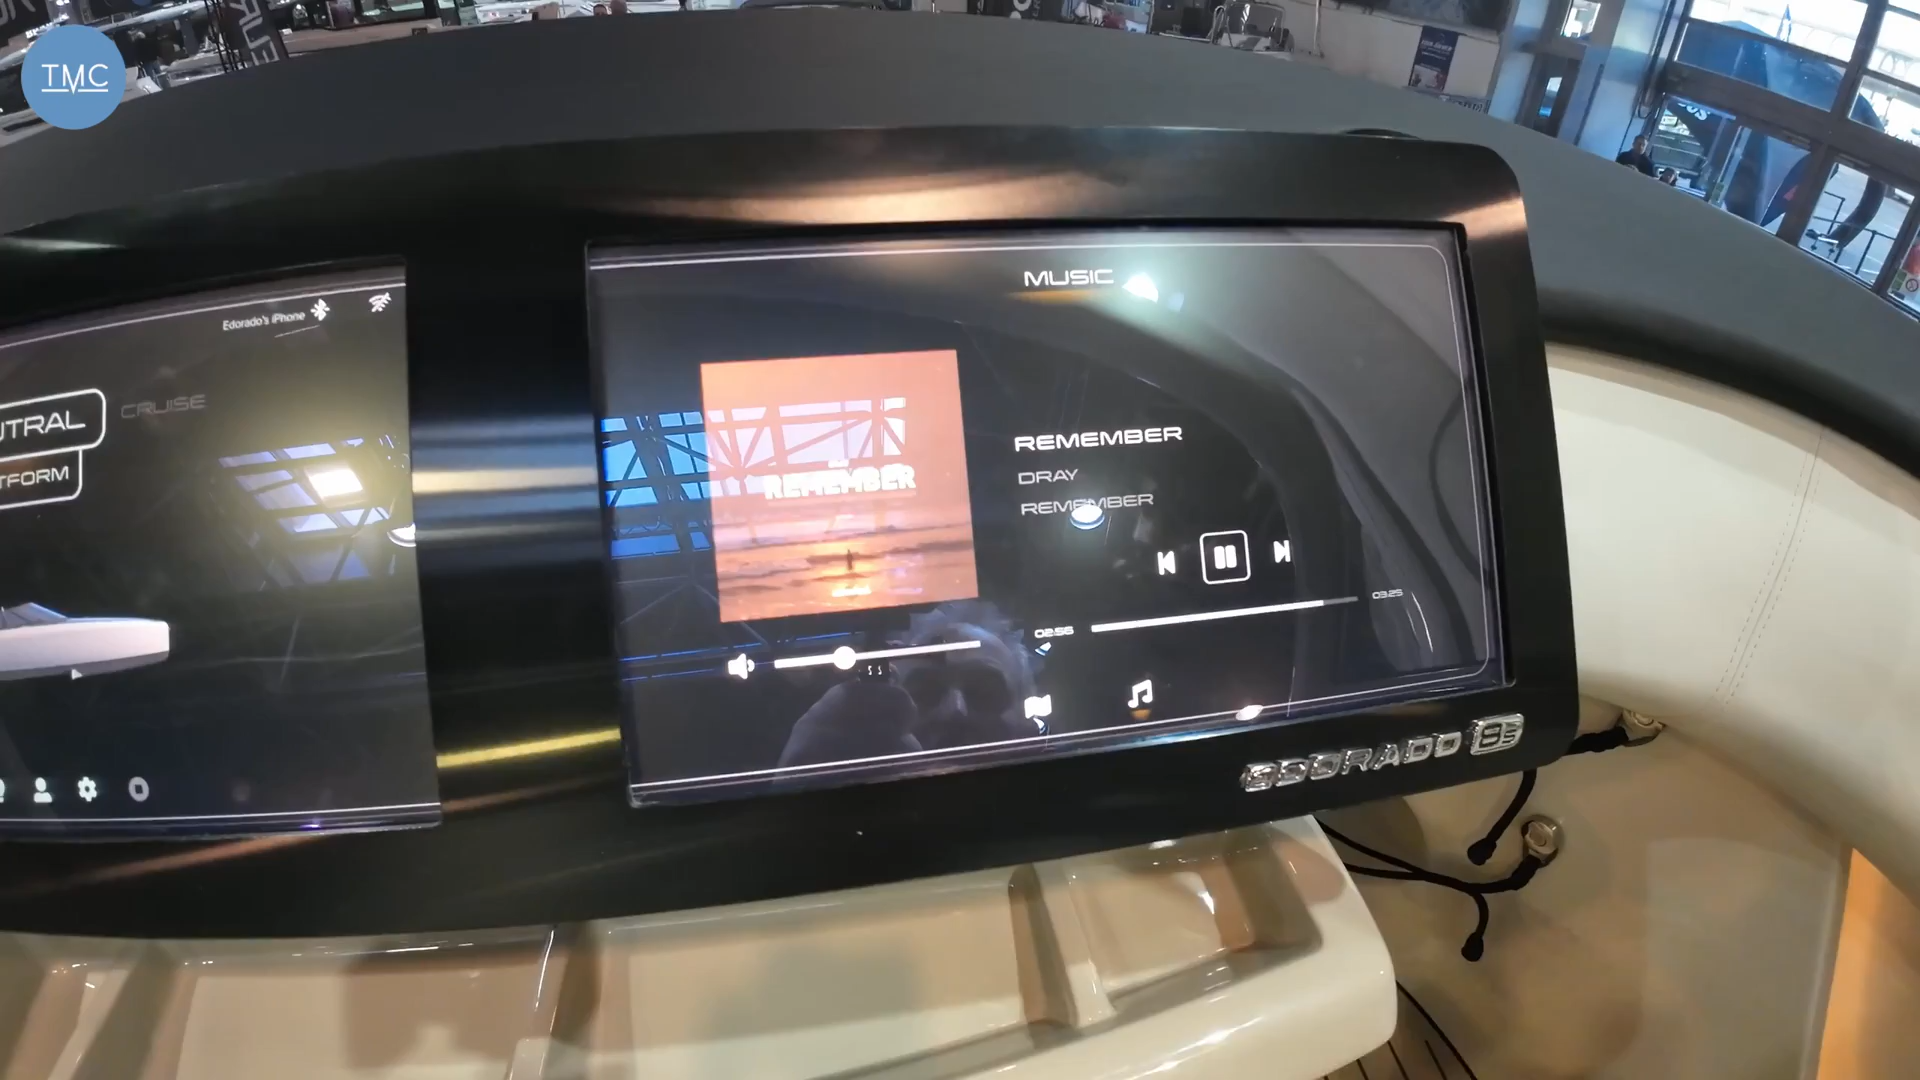 TMC
MUSIC
Edorado's iPhone
UTRAL
CRUISE
TFORM
REMEMBER
REMEMBER
DRAY
REMEMBER
02:56
03:25
EDORADO 8S